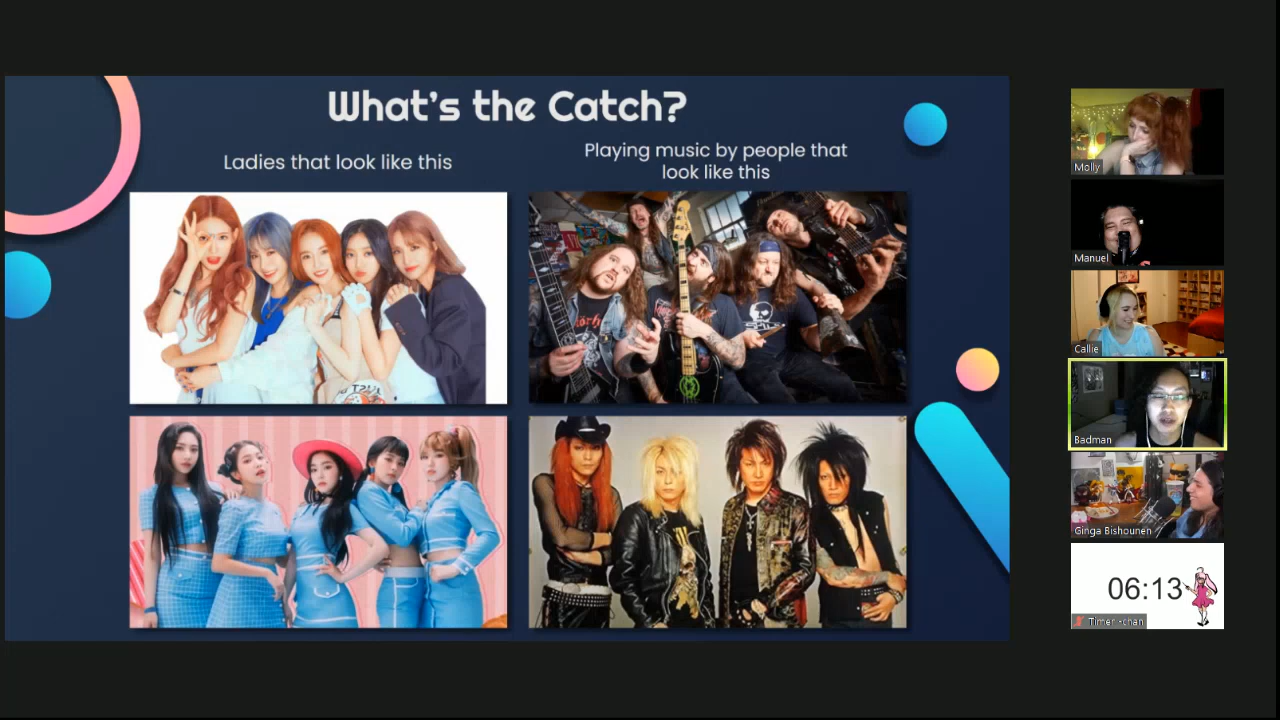 What's the Catch?
Ladies that look like this
Playing music by people that
look like this
Molly
Manuel
Callie
Badman
Ginga Bishounen
06:13
Timer -chan